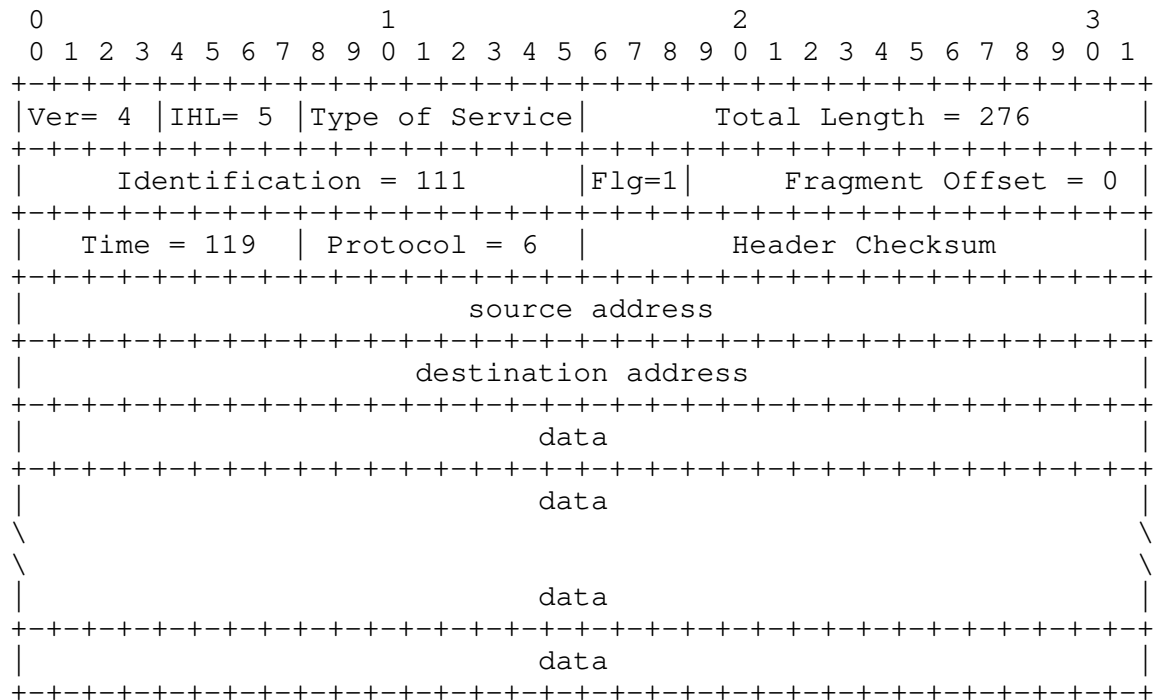 0                   1                   2                   3
 0 1 2 3 4 5 6 7 8 9 0 1 2 3 4 5 6 7 8 9 0 1 2 3 4 5 6 7 8 9 0 1
+-+-+-+-+-+-+-+-+-+-+-+-+-+-+-+-+-+-+-+-+-+-+-+-+-+-+-+-+-+-+-+-+
|Ver= 4 |IHL= 5 |Type of Service|       Total Length = 276      |
+-+-+-+-+-+-+-+-+-+-+-+-+-+-+-+-+-+-+-+-+-+-+-+-+-+-+-+-+-+-+-+-+
|     Identification = 111      |Flg=1|     Fragment Offset = 0 |
+-+-+-+-+-+-+-+-+-+-+-+-+-+-+-+-+-+-+-+-+-+-+-+-+-+-+-+-+-+-+-+-+
|   Time = 119  | Protocol = 6  |        Header Checksum        |
+-+-+-+-+-+-+-+-+-+-+-+-+-+-+-+-+-+-+-+-+-+-+-+-+-+-+-+-+-+-+-+-+
|                         source address                        |
+-+-+-+-+-+-+-+-+-+-+-+-+-+-+-+-+-+-+-+-+-+-+-+-+-+-+-+-+-+-+-+-+
|                      destination address                      |
+-+-+-+-+-+-+-+-+-+-+-+-+-+-+-+-+-+-+-+-+-+-+-+-+-+-+-+-+-+-+-+-+
|                             data                              |
+-+-+-+-+-+-+-+-+-+-+-+-+-+-+-+-+-+-+-+-+-+-+-+-+-+-+-+-+-+-+-+-+
|                             data                              |
\                                                               \
\                                                               \
|                             data                              |
+-+-+-+-+-+-+-+-+-+-+-+-+-+-+-+-+-+-+-+-+-+-+-+-+-+-+-+-+-+-+-+-+
|                             data                              |
+-+-+-+-+-+-+-+-+-+-+-+-+-+-+-+-+-+-+-+-+-+-+-+-+-+-+-+-+-+-+-+-+